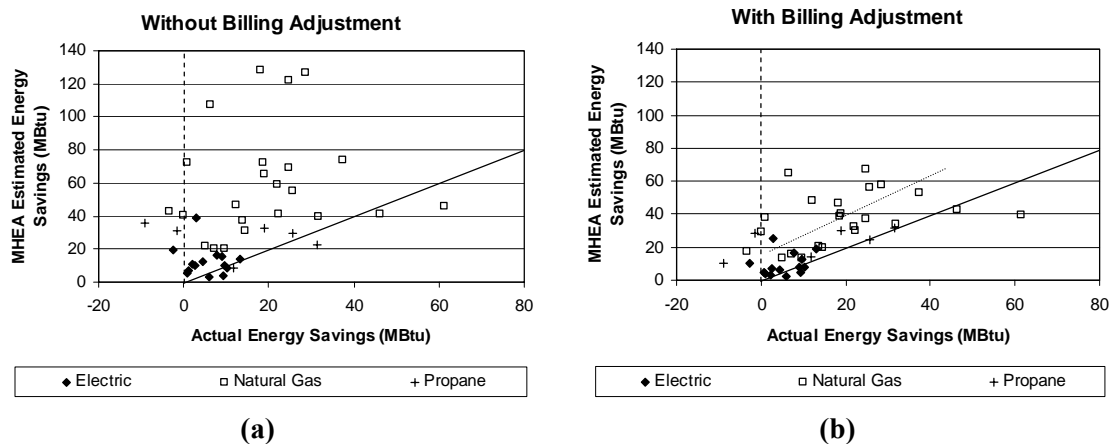 Without Billing Adjustment
MHEA Estimated Energy
Savings (MBtu)
140
120
100
80
60
40
20
0
-20 0 20 40 60 80
Actual Energy Savings (MBtu)
Electric Natural Gas Propane
(a)
With Billing Adjustment
MHEA Estimated Energy
Savings (MBtu)
140
120
100
80
60
40
20
0
-20 0 20 40 60 80
Actual Energy Savings (MBtu)
Electric Natural Gas Propane
(b)